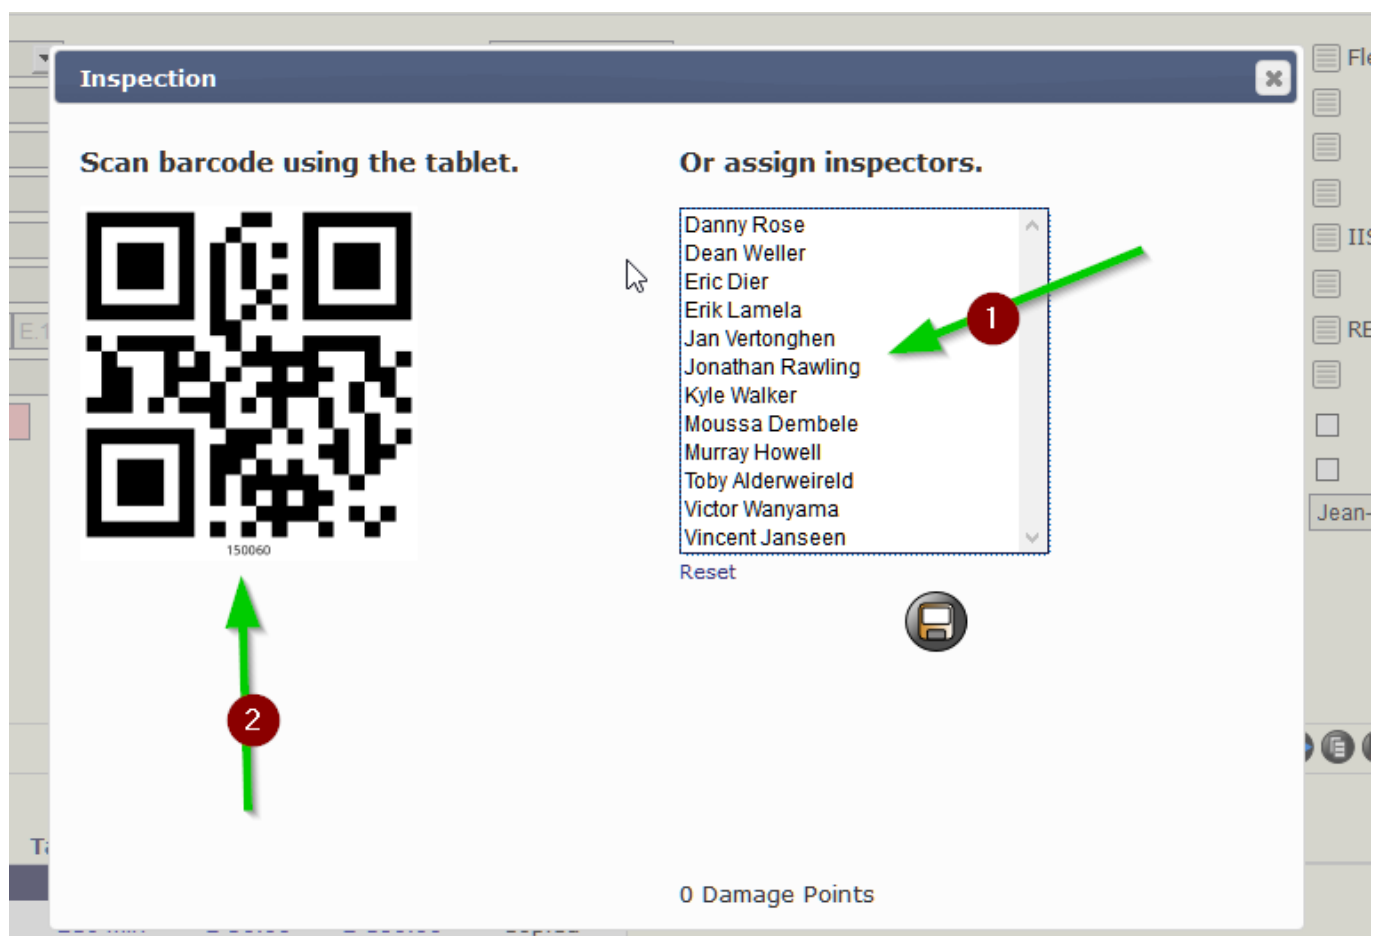 Inspection
Scan barcode using the tablet.
Or assign inspectors.
Danny Rose
Dean Weller
Eric Dier
Erik Lamela
Jan Vertonghen
Jonathan Rawling
Kyle Walker
Moussa Dembele
Murray Howell
Toby Alderweireld
Victor Wanyama
Vincent Janseen
Reset
150060
1
2
0 Damage Points
Jean-
E.1